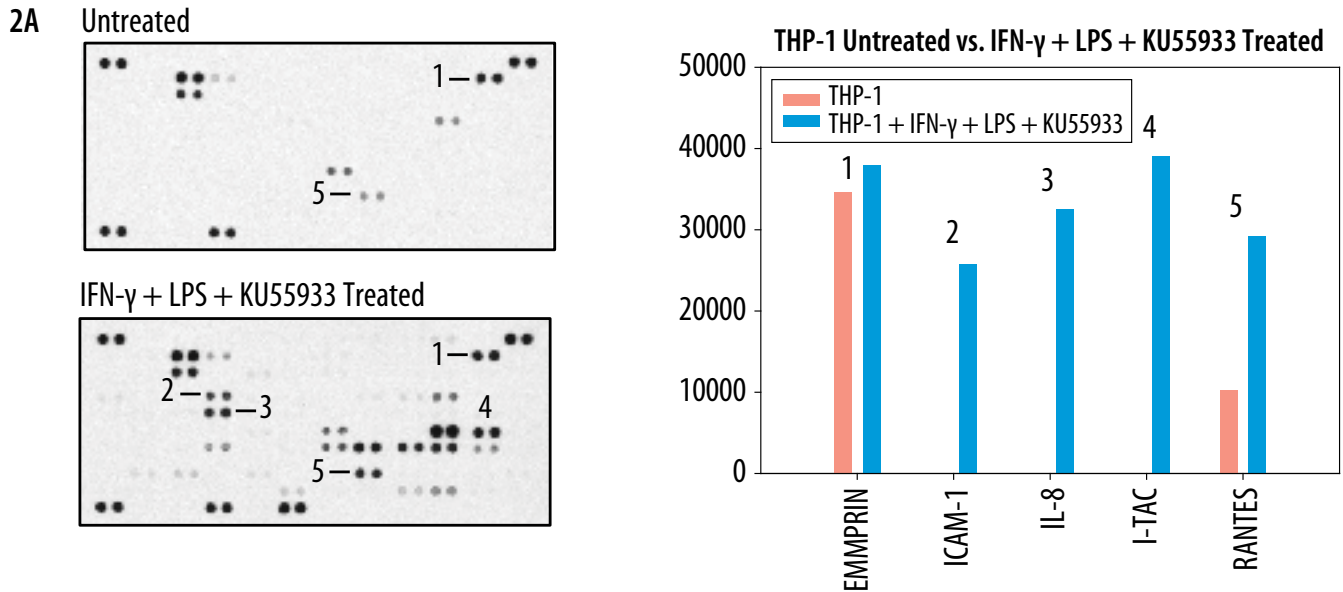 2A
Untreated
1
5
IFN-γ + LPS + KU55933 Treated
1
2
3
4
5
THP-1 Untreated vs. IFN-γ + LPS + KU55933 Treated
50000
40000
30000
20000
10000
0
THP-1
THP-1 + IFN-γ + LPS + KU55933
1
2
3
4
5
EMMPRIN
ICAM-1
IL-8
I-TAC
RANTES